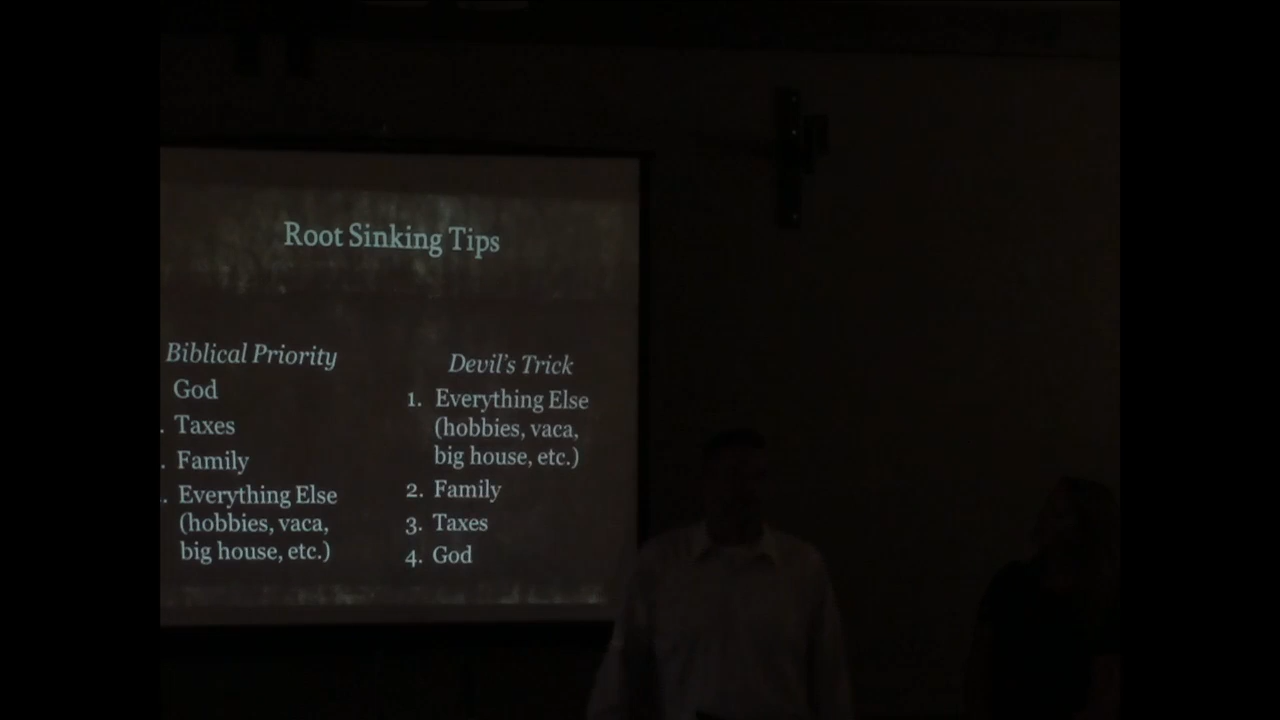 Root Sinking Tips
Biblical Priority
God
. Taxes
. Family
. Everything Else
(hobbies, vaca,
big house, etc.)
Devil's Trick
1. Everything Else
(hobbies, vaca,
big house, etc.)
2. Family
3. Taxes
4. God